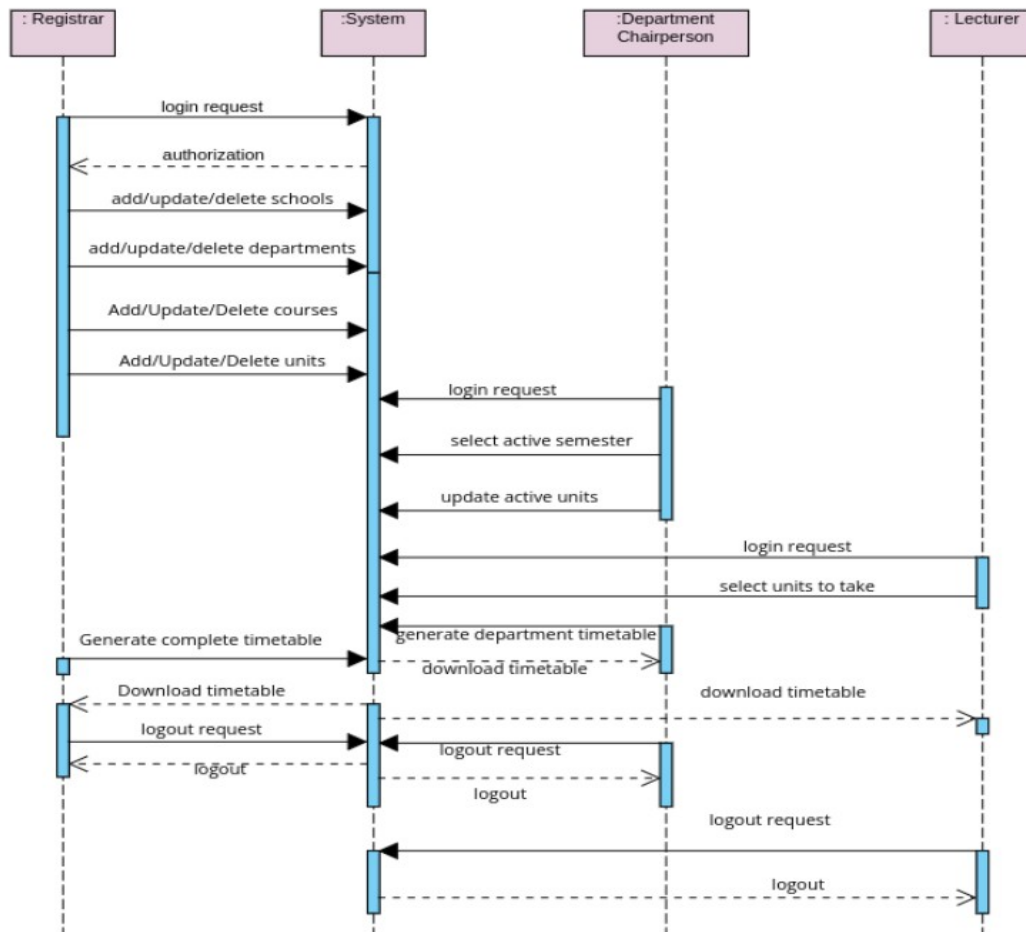 : Registrar
:System
:Department
Chairperson
: Lecturer
login request
authorization
add/update/delete schools
add/update/delete departments
Add/Update/Delete courses
Add/Update/Delete units
login request
select active semester
update active units
login request
select units to take
generate department timetable
Generate complete timetable
download timetable
Download timetable
download timetable
logout request
logout request
logout
logout
logout request
logout